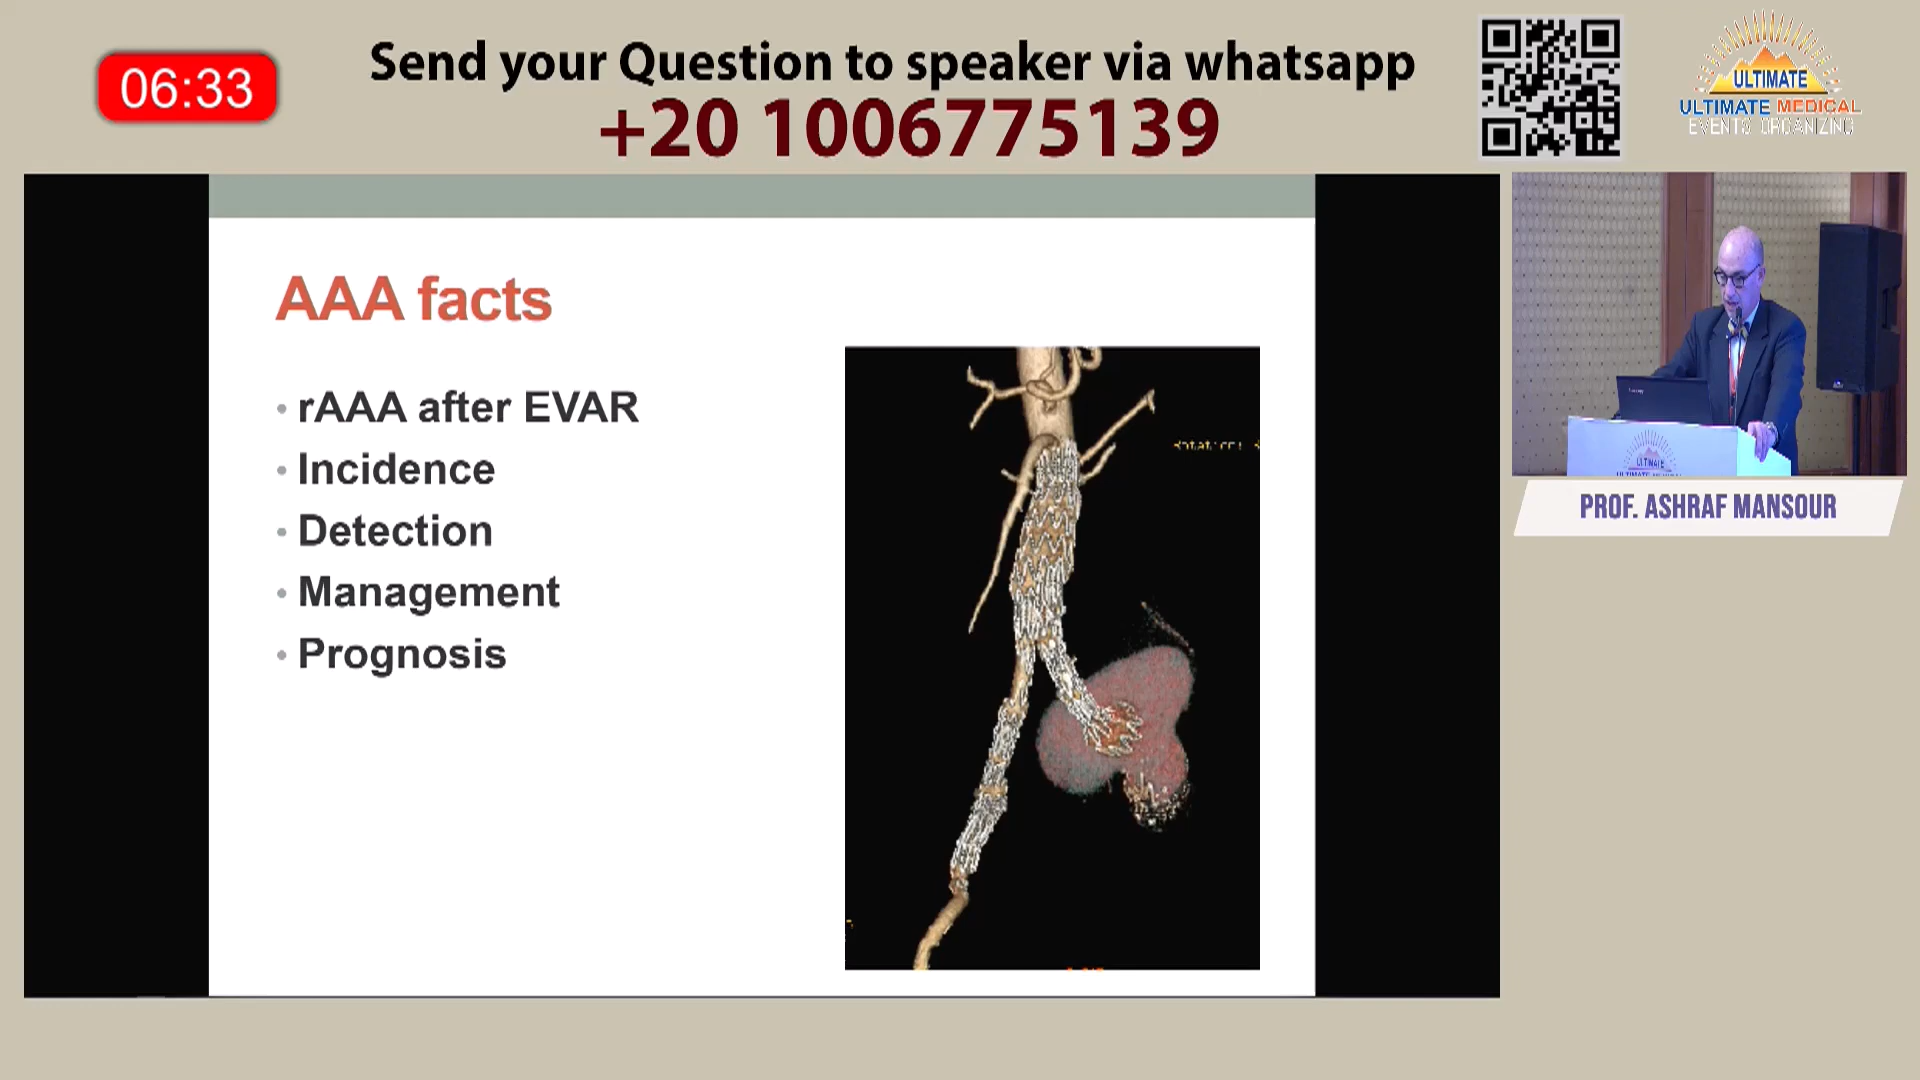 06:33
Send your Question to speaker via whatsapp
+20 1006775139
ULTIMATE
ULTIMATE MEDICAL
EVENTS ORGANIZING
AAA facts
rAAA after EVAR
Incidence
Detection
Management
Prognosis
ULTIMATE
PROF. ASHRAF MANSOUR